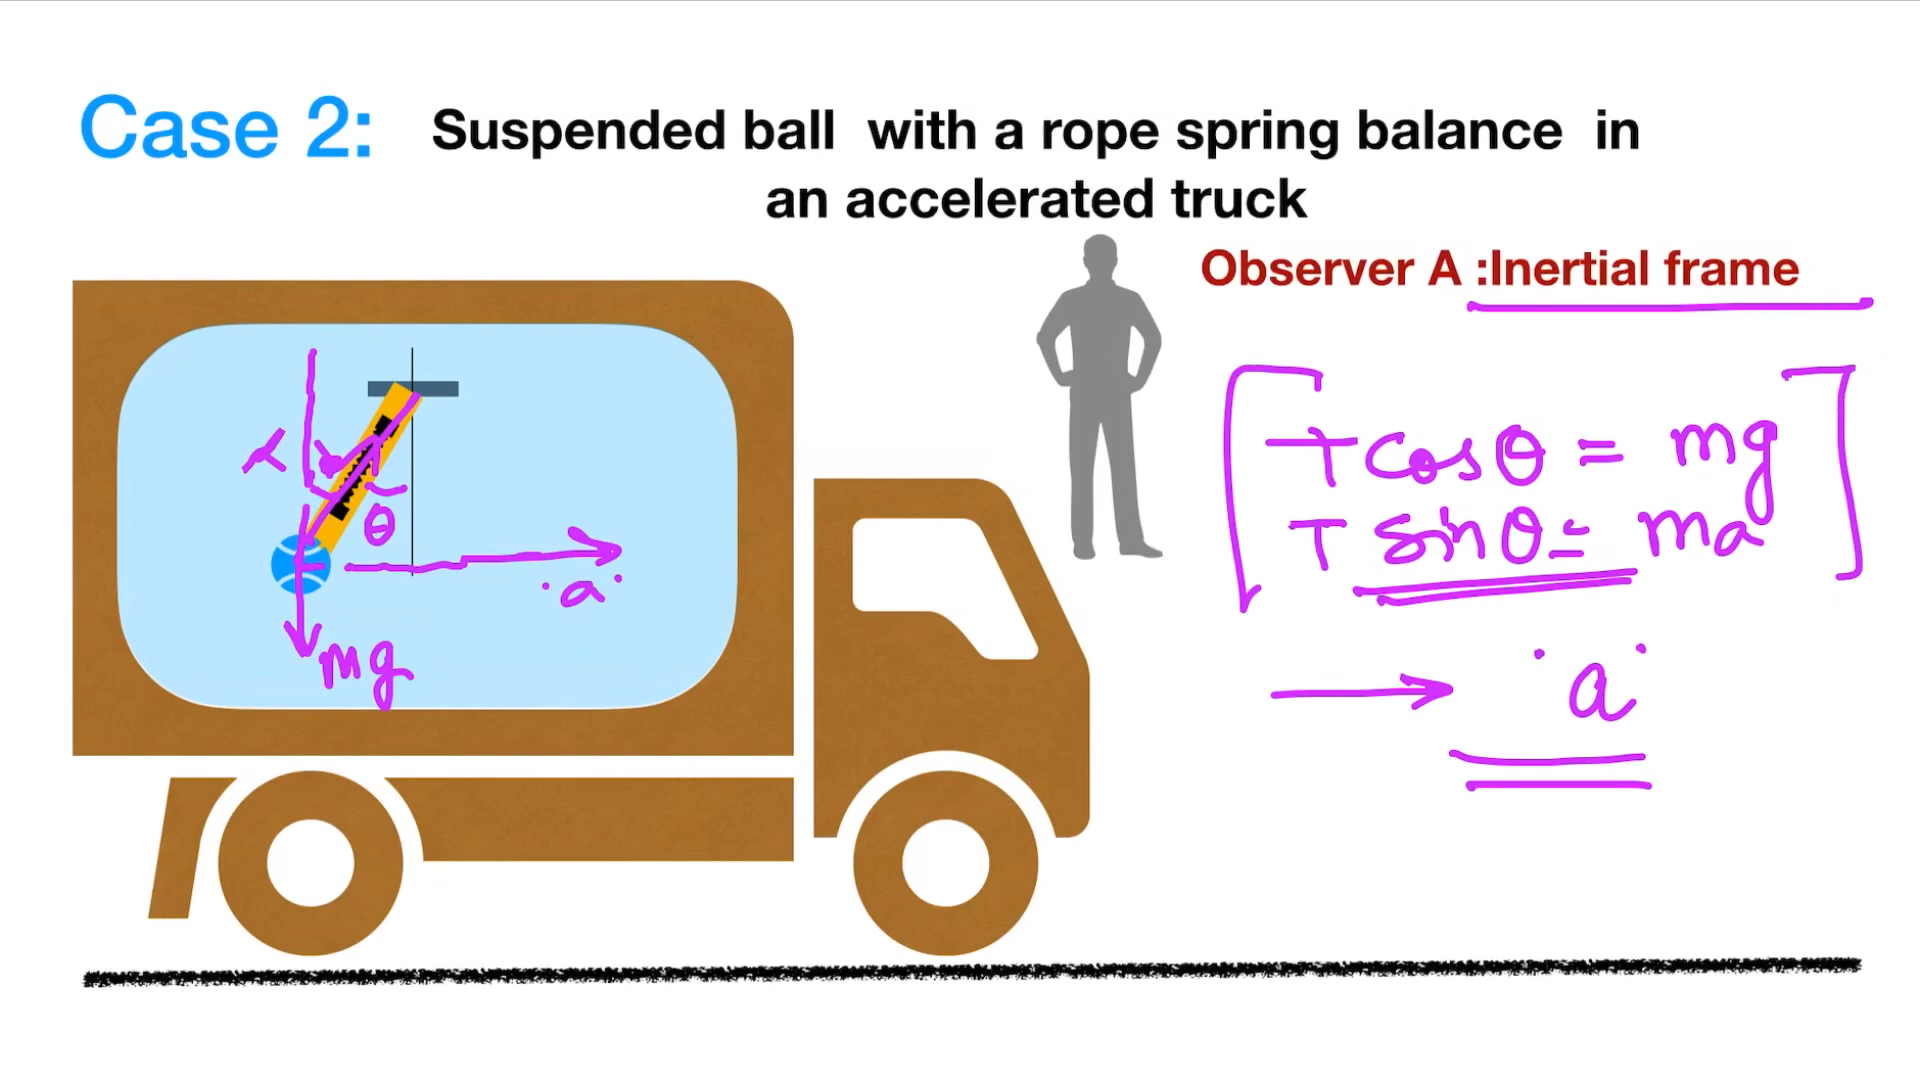 Case 2: Suspended ball with a rope spring balance in
an accelerated truck
Observer A :Inertial frame
T cos θ = mg
T sin θ = ma
θ
a
mg
a